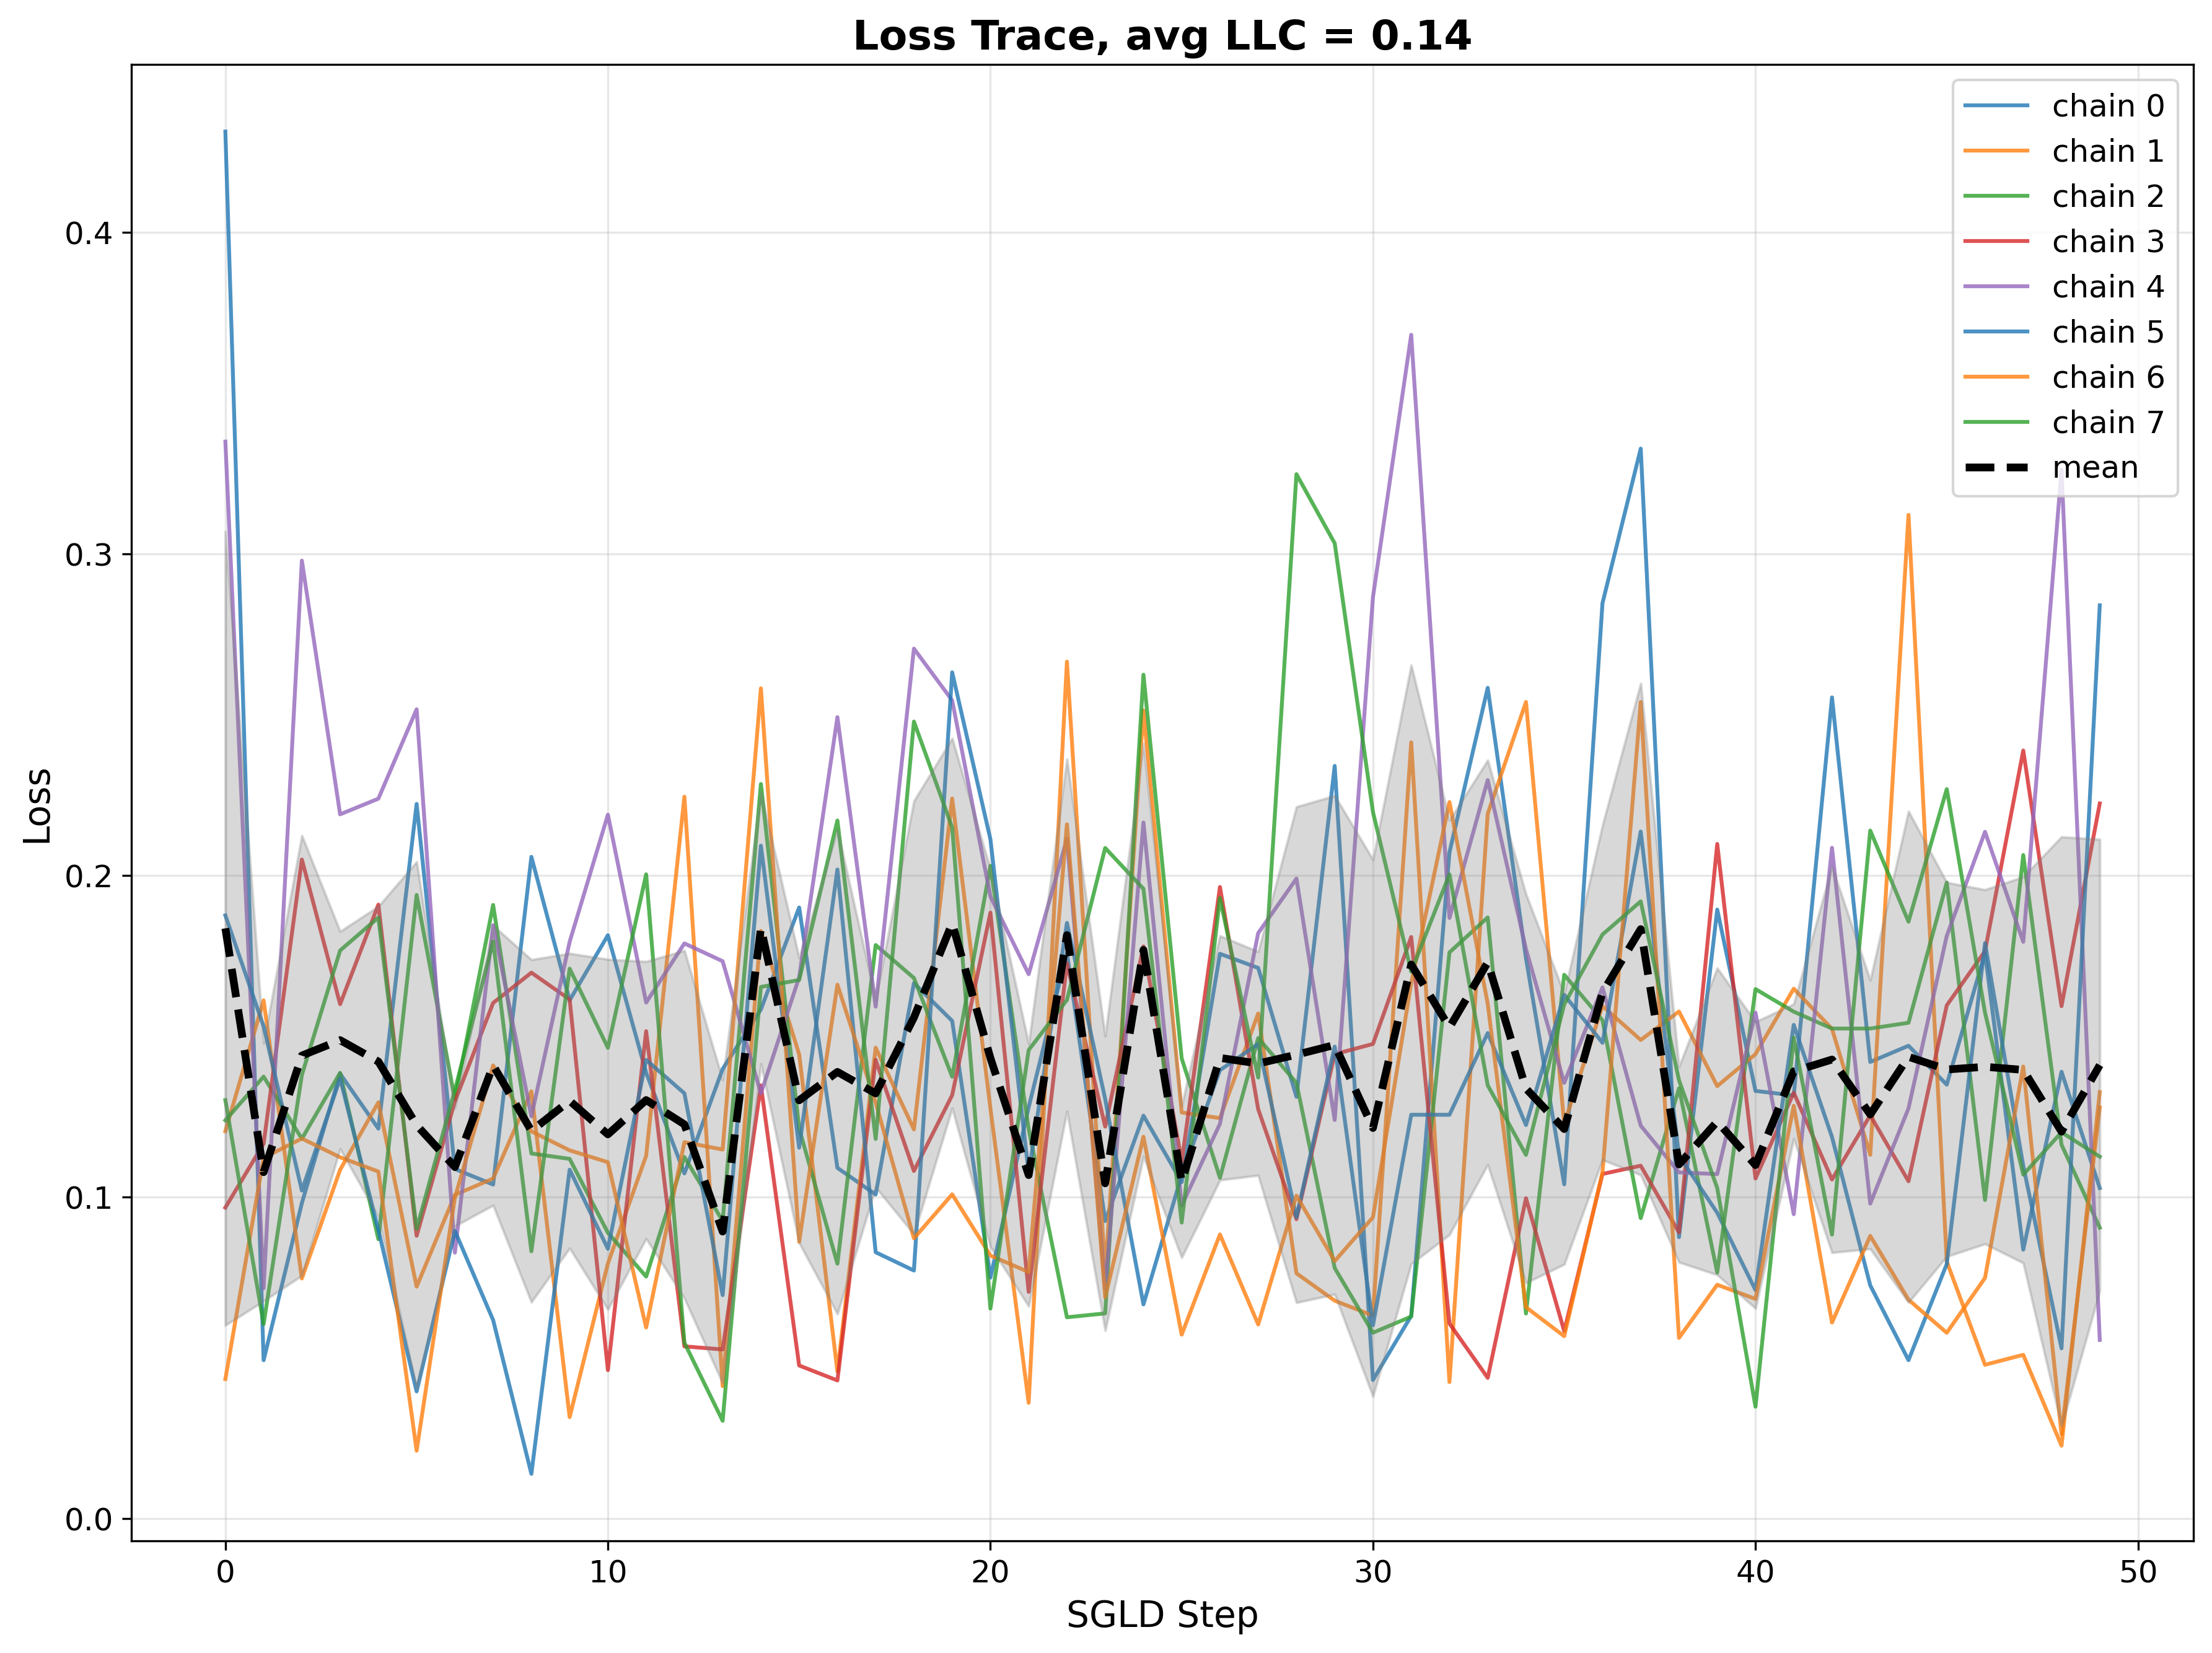 Loss Trace, avg LLC = 0.14
chain 0
chain 1
chain 2
chain 3
chain 4
chain 5
chain 6
chain 7
mean
Loss
0.4
0.3
0.2
0.1
0.0
0 10 20 30 40 50
SGLD Step